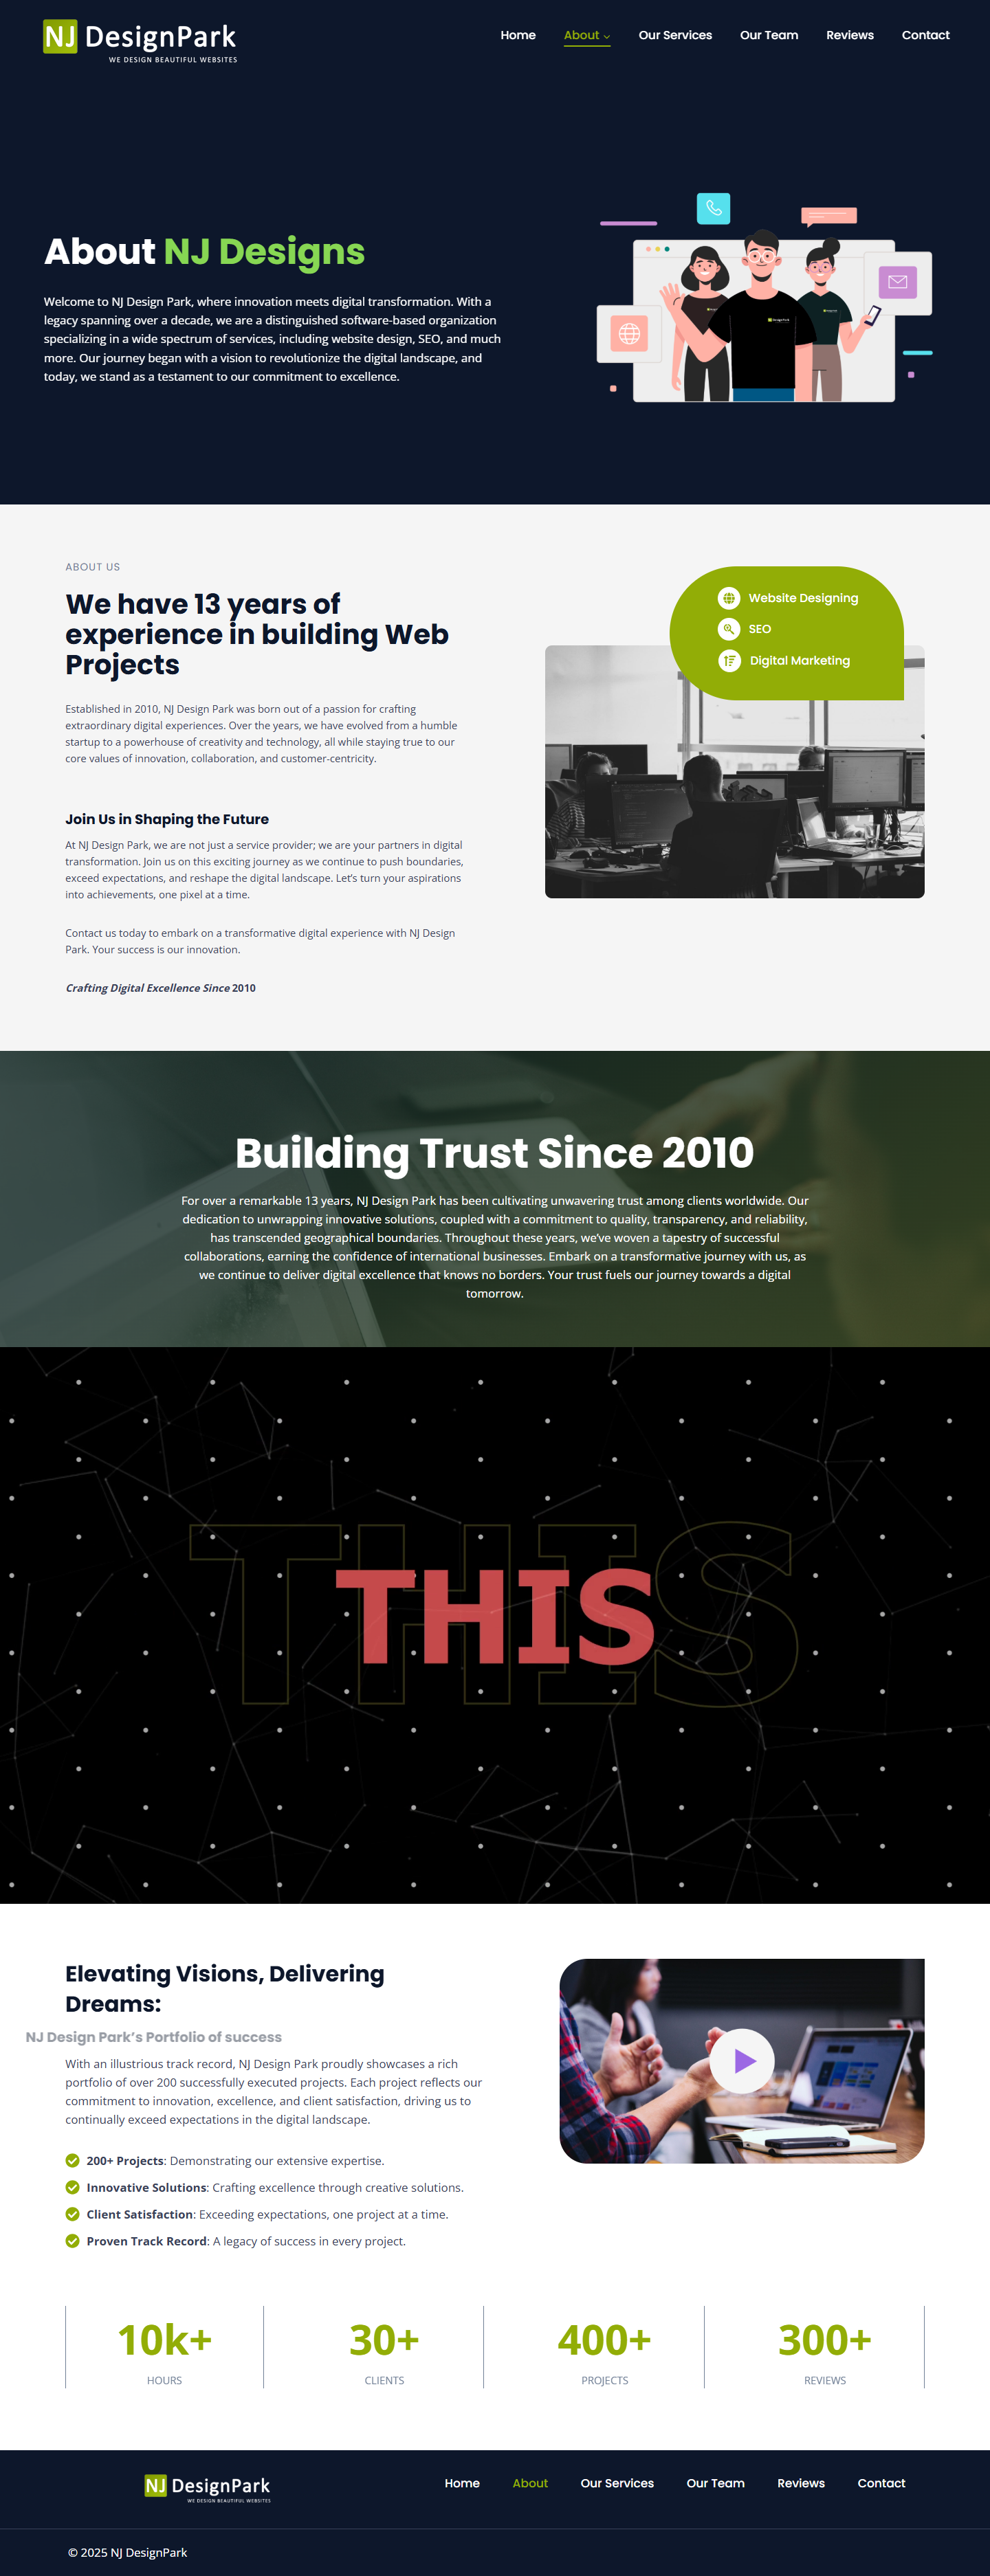 NJ DesignPark
WE DESIGN BEAUTIFUL WEBSITES
Home
About
Our Services
Our Team
Reviews
Contact
About NJ Designs
Welcome to NJ Design Park, where innovation meets digital transformation. With a
legacy spanning over a decade, we are a distinguished software-based organization
specializing in a wide spectrum of services, including website design, SEO, and much
more. Our journey began with a vision to revolutionize the digital landscape, and
today, we stand as a testament to our commitment to excellence.
ABOUT US
We have 13 years of
experience in building Web
Projects
Established in 2010, NJ Design Park was born out of a passion for crafting
extraordinary digital experiences. Over the years, we have evolved from a humble
startup to a powerhouse of creativity and technology, all while staying true to our
core values of innovation, collaboration, and customer-centricity.
Join Us in Shaping the Future
At NJ Design Park, we are not just a service provider; we are your partners in digital
transformation. Join us on this exciting journey as we continue to push boundaries,
exceed expectations, and reshape the digital landscape. Let’s turn your aspirations
into achievements, one pixel at a time.
Contact us today to embark on a transformative digital experience with NJ Design
Park. Your success is our innovation.
Crafting Digital Excellence Since 2010
Website Designing
SEO
Digital Marketing
Building Trust Since 2010
For over a remarkable 13 years, NJ Design Park has been cultivating unwavering trust among clients worldwide. Our
dedication to unwrapping innovative solutions, coupled with a commitment to quality, transparency, and reliability,
has transcended geographical boundaries. Throughout these years, we’ve woven a tapestry of successful
collaborations, earning the confidence of international businesses. Embark on a transformative journey with us, as
we continue to deliver digital excellence that knows no borders. Your trust fuels our journey towards a digital
tomorrow.
THIS
THIS
Elevating Visions, Delivering
Dreams:
NJ Design Park’s Portfolio of success
With an illustrious track record, NJ Design Park proudly showcases a rich
portfolio of over 200 successfully executed projects. Each project reflects our
commitment to innovation, excellence, and client satisfaction, driving us to
continually exceed expectations in the digital landscape.
200+ Projects: Demonstrating our extensive expertise.
Innovative Solutions: Crafting excellence through creative solutions.
Client Satisfaction: Exceeding expectations, one project at a time.
Proven Track Record: A legacy of success in every project.
10k+
HOURS
30+
CLIENTS
400+
PROJECTS
300+
REVIEWS
NJ DesignPark
WE DESIGN BEAUTIFUL WEBSITES
Home
About
Our Services
Our Team
Reviews
Contact
© 2025 NJ DesignPark